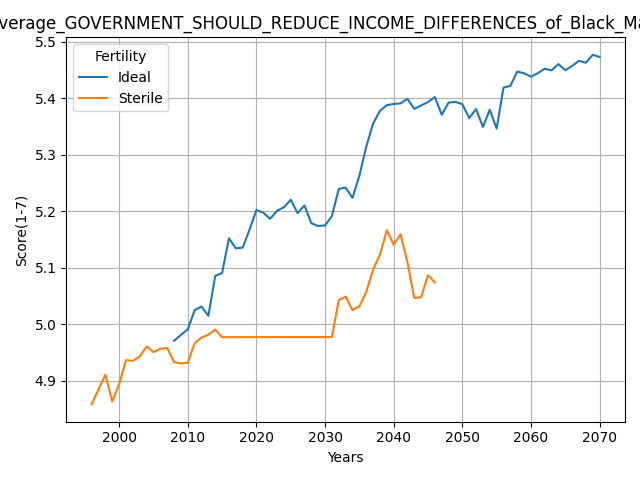 verage_GOVERNMENT_SHOULD_REDUCE_INCOME_DIFFERENCES_of_Black_Ma
Fertility
Ideal
Sterile
Score(1-7)
5.5
5.4
5.3
5.2
5.1
5.0
4.9
2000 2010 2020 2030 2040 2050 2060 2070
Years